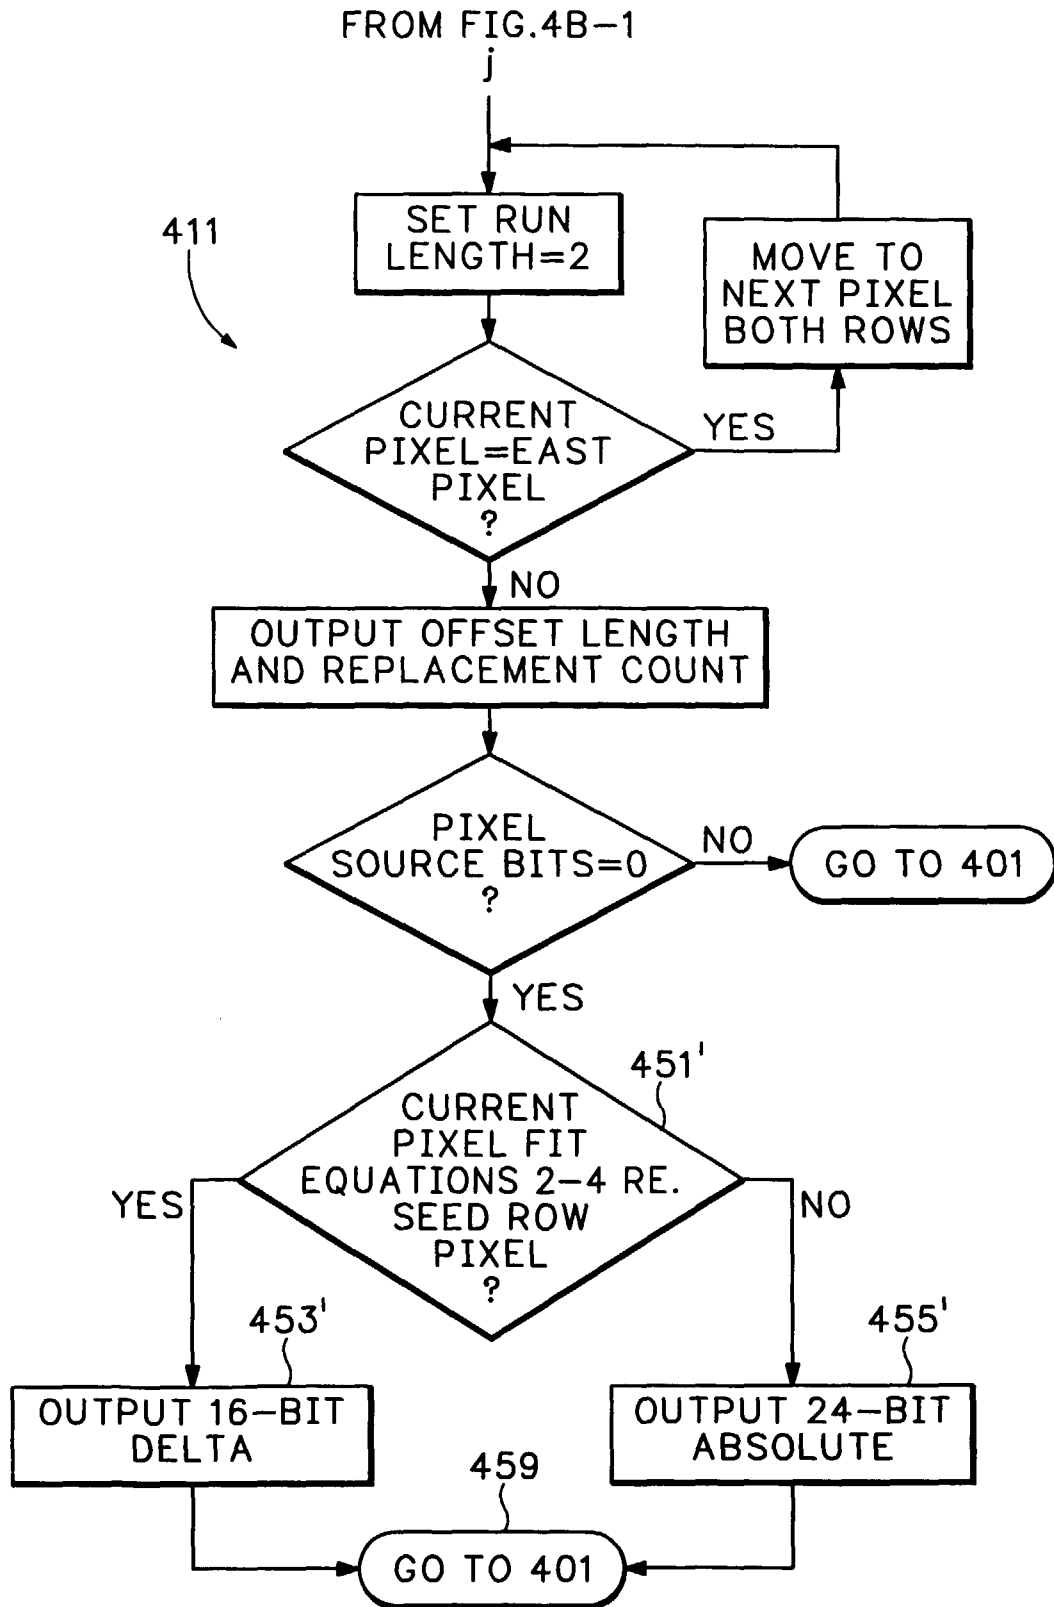 FROM FIG.4B-1
j
SET RUN
LENGTH=2
411
MOVE TO
NEXT PIXEL
BOTH ROWS
CURRENT
PIXEL=EAST
PIXEL
?
YES
NO
OUTPUT OFFSET LENGTH
AND REPLACEMENT COUNT
PIXEL
SOURCE BITS=0
?
NO
GO TO 401
YES
451'
CURRENT
PIXEL FIT
EQUATIONS 2-4 RE.
SEED ROW
PIXEL
?
YES
NO
453'
455'
OUTPUT 16-BIT
DELTA
OUTPUT 24-BIT
ABSOLUTE
459
GO TO 401